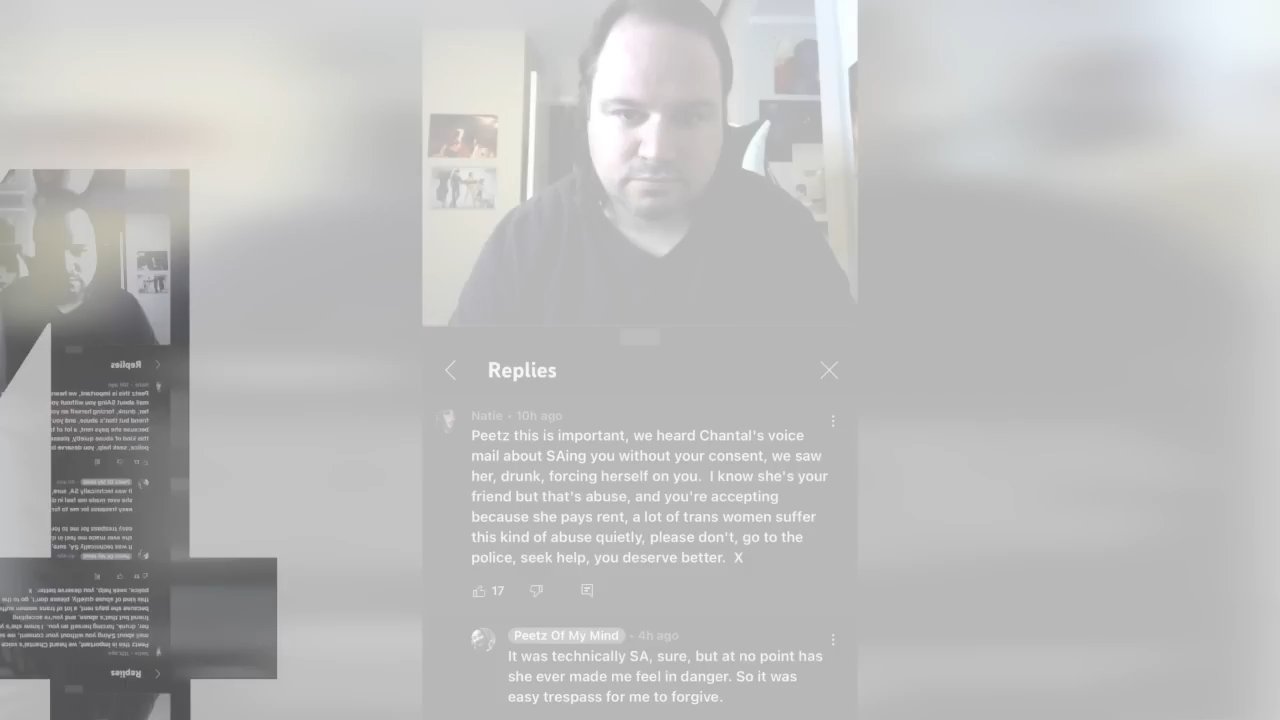 Replies
Natie • 10h ago
Peetz this is important, we heard Chantal's voice
mail about SAing you without your consent, we saw
her, drunk, forcing herself on you. I know she's your
friend but that's abuse, and you're accepting
because she pays rent, a lot of trans women suffer
this kind of abuse quietly, please don't, go to the
police, seek help, you deserve better. X
17
Peetz Of My Mind • 4h ago
It was technically SA, sure, but at no point has
she ever made me feel in danger. So it was
easy trespass for me to forgive.